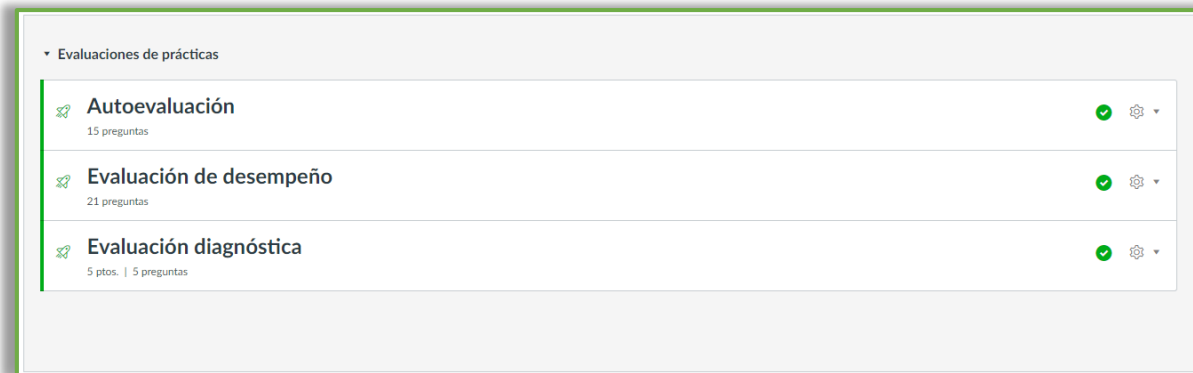 Evaluaciones de prácticas
Autoevaluación
15 preguntas
Evaluación de desempeño
21 preguntas
Evaluación diagnóstica
5 ptos. | 5 preguntas